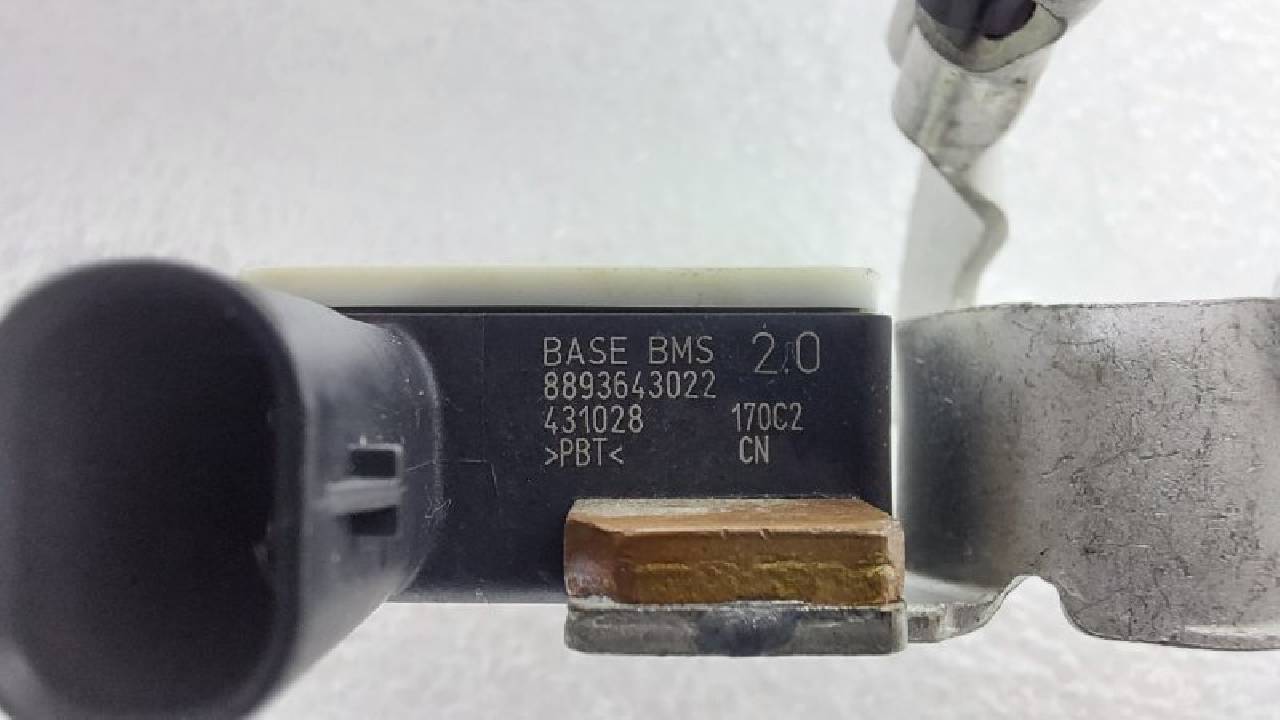 BASE BMS 2.0
8893643022
431028 170C2
>PBT< CN